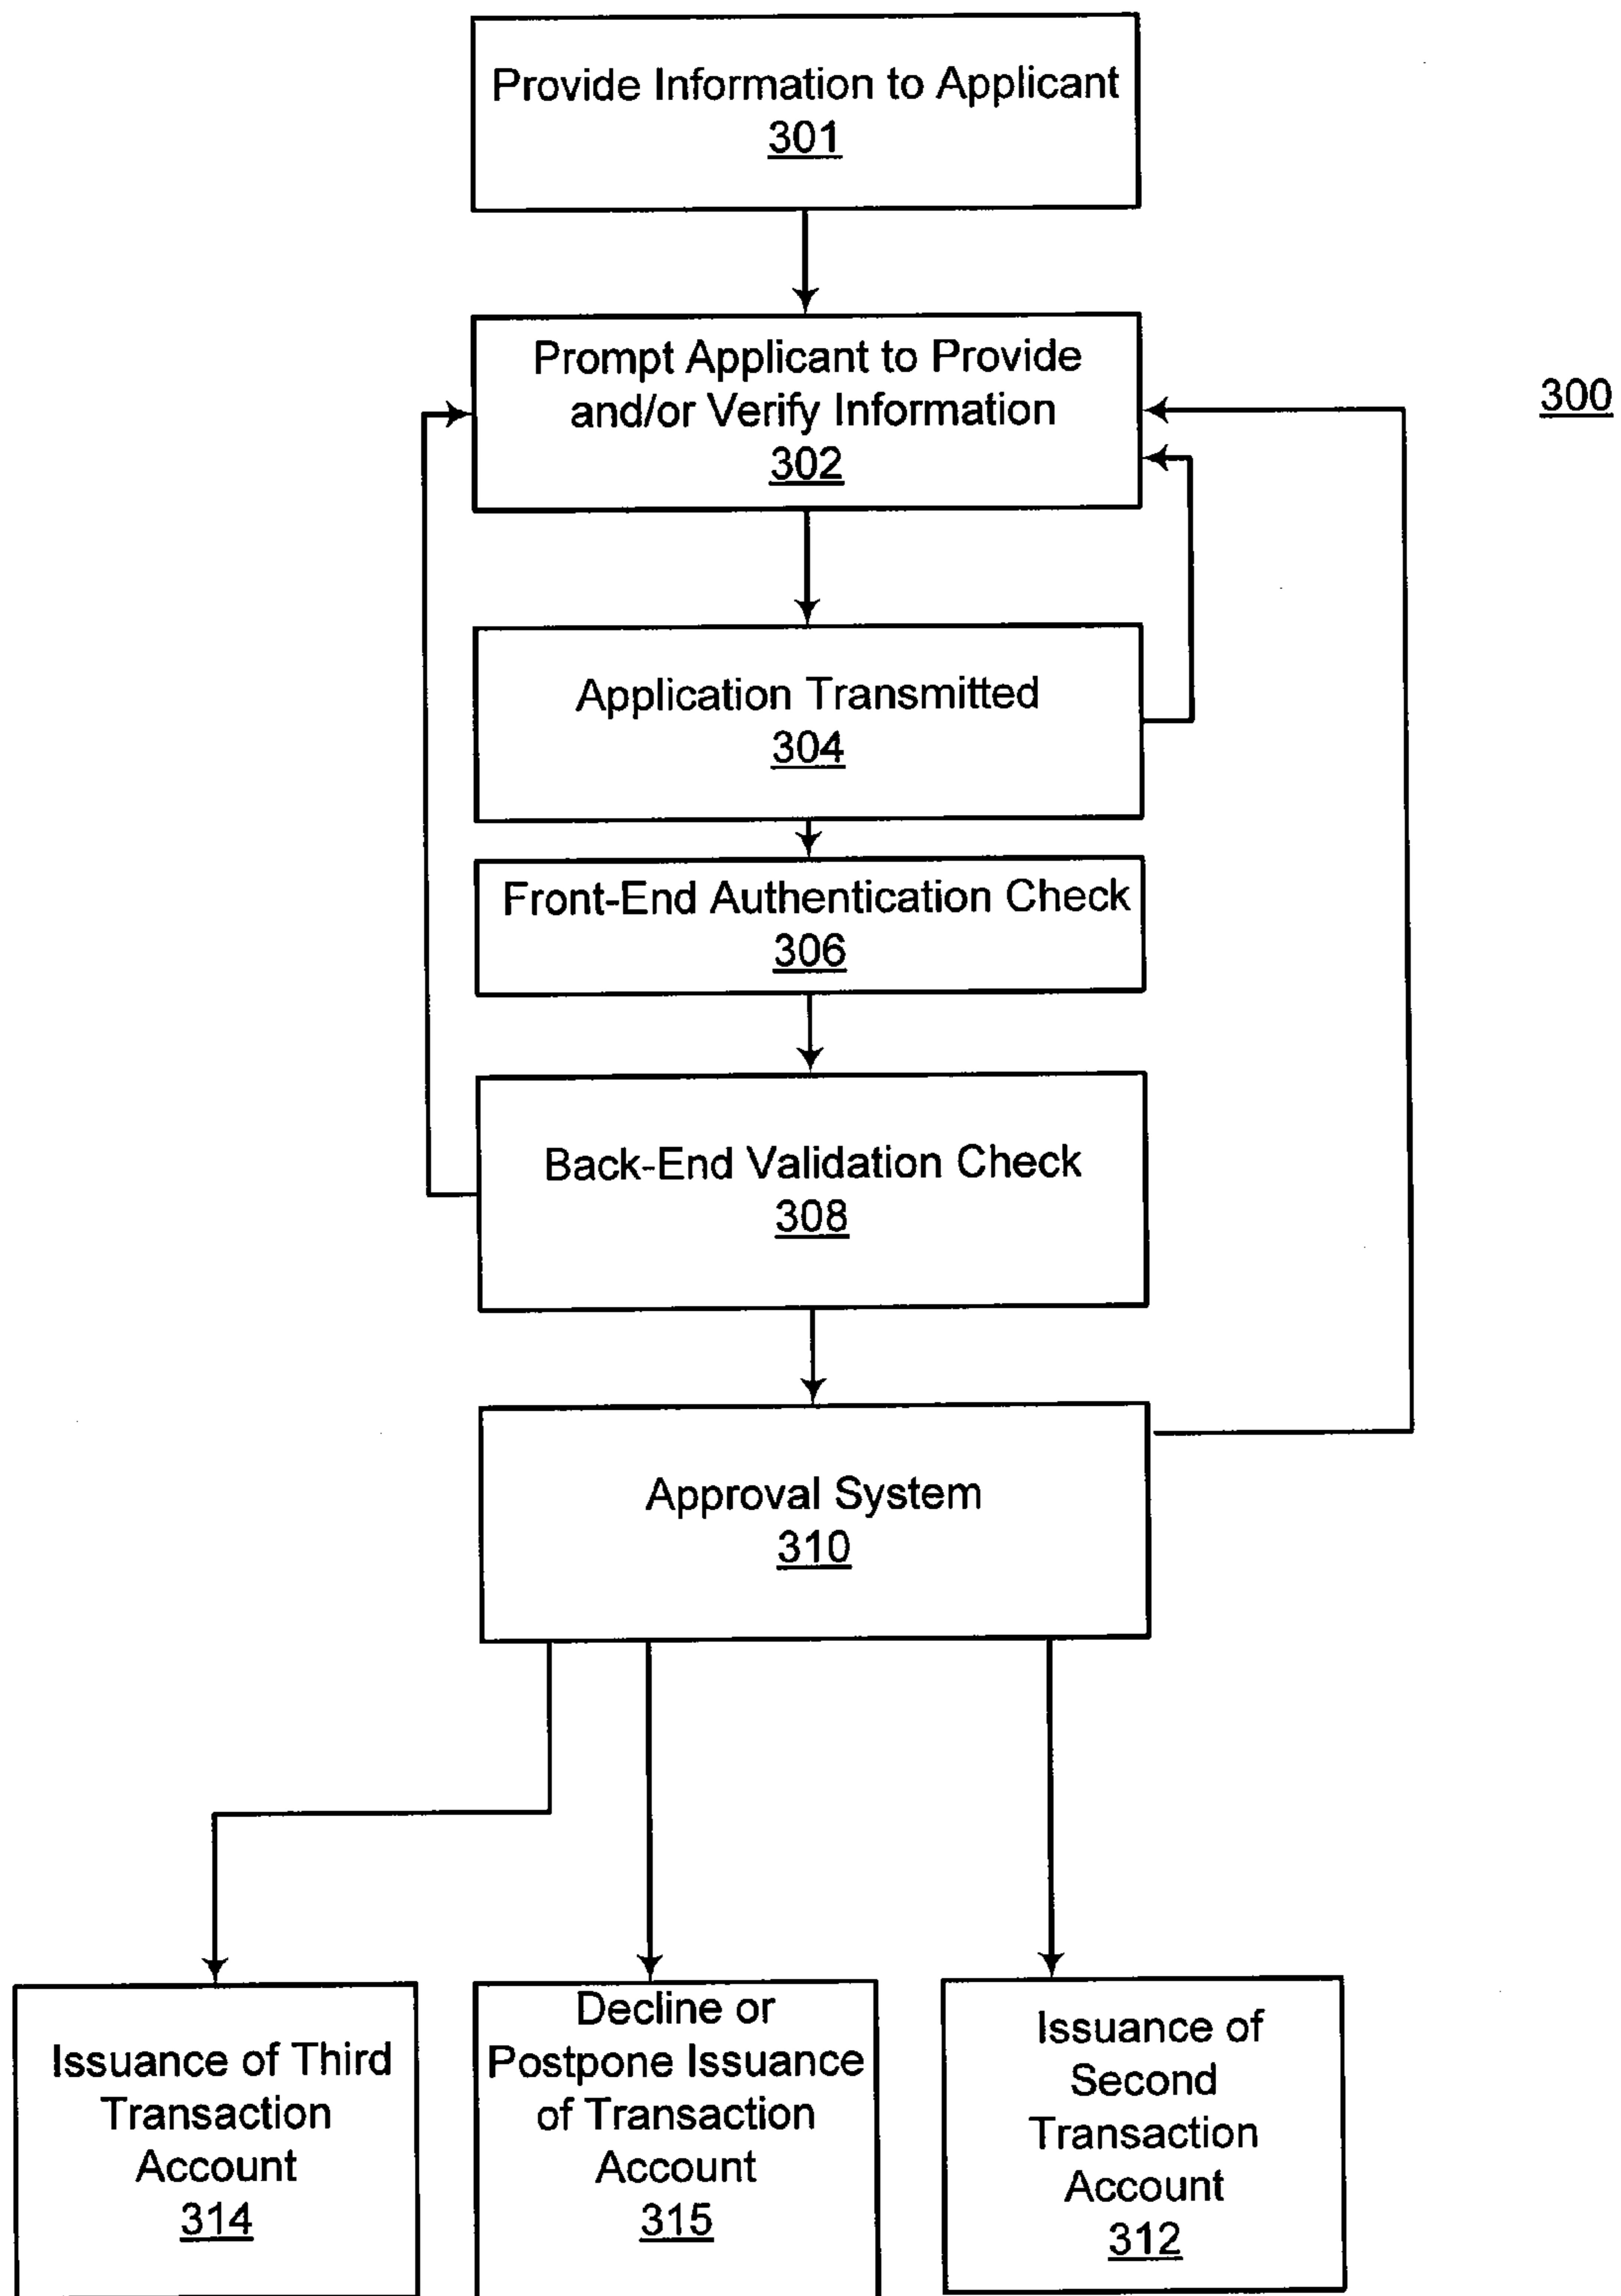 Provide Information to Applicant
301
Prompt Applicant to Provide
and/or Verify Information
302
300
Application Transmitted
304
Front-End Authentication Check
306
Back-End Validation Check
308
Approval System
310
Issuance of Third
Transaction
Account
314
Decline or
Postpone Issuance
of Transaction
Account
315
Issuance of
Second
Transaction
Account
312